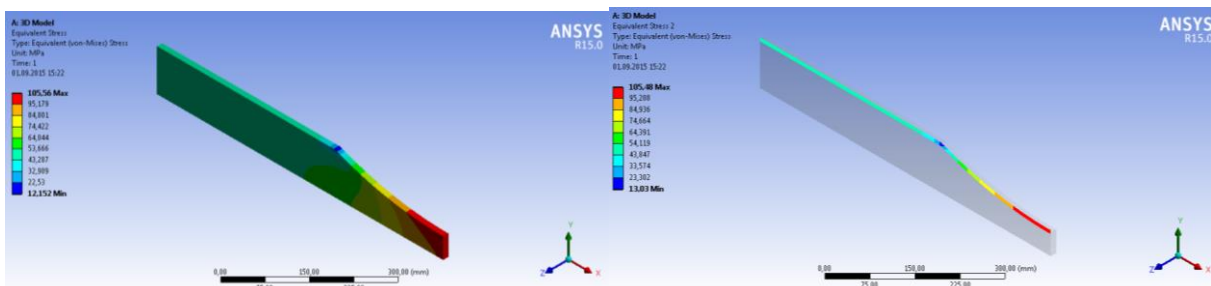 A: 3D Model
Equivalent Stress
Type: Equivalent (von-Mises) Stress
Unit: MPa
Time: 1
01.09.2015 15:22
105,56 Max
95,179
84,801
74,422
64,044
53,666
43,287
32,909
22,53
12,152 Min
ANSYS
R15.0
Y
Z
X
0,00
150,00
300,00 (mm)
A: 3D Model
Equivalent Stress 2
Type: Equivalent (von-Mises) Stress
Unit: MPa
Time: 1
01.09.2015 15:22
105,48 Max
95,208
84,936
74,664
64,391
54,119
43,847
33,574
23,302
13,03 Min
ANSYS
R15.0
Y
Z
X
0,00
150,00
300,00 (mm)
75,00
225,00